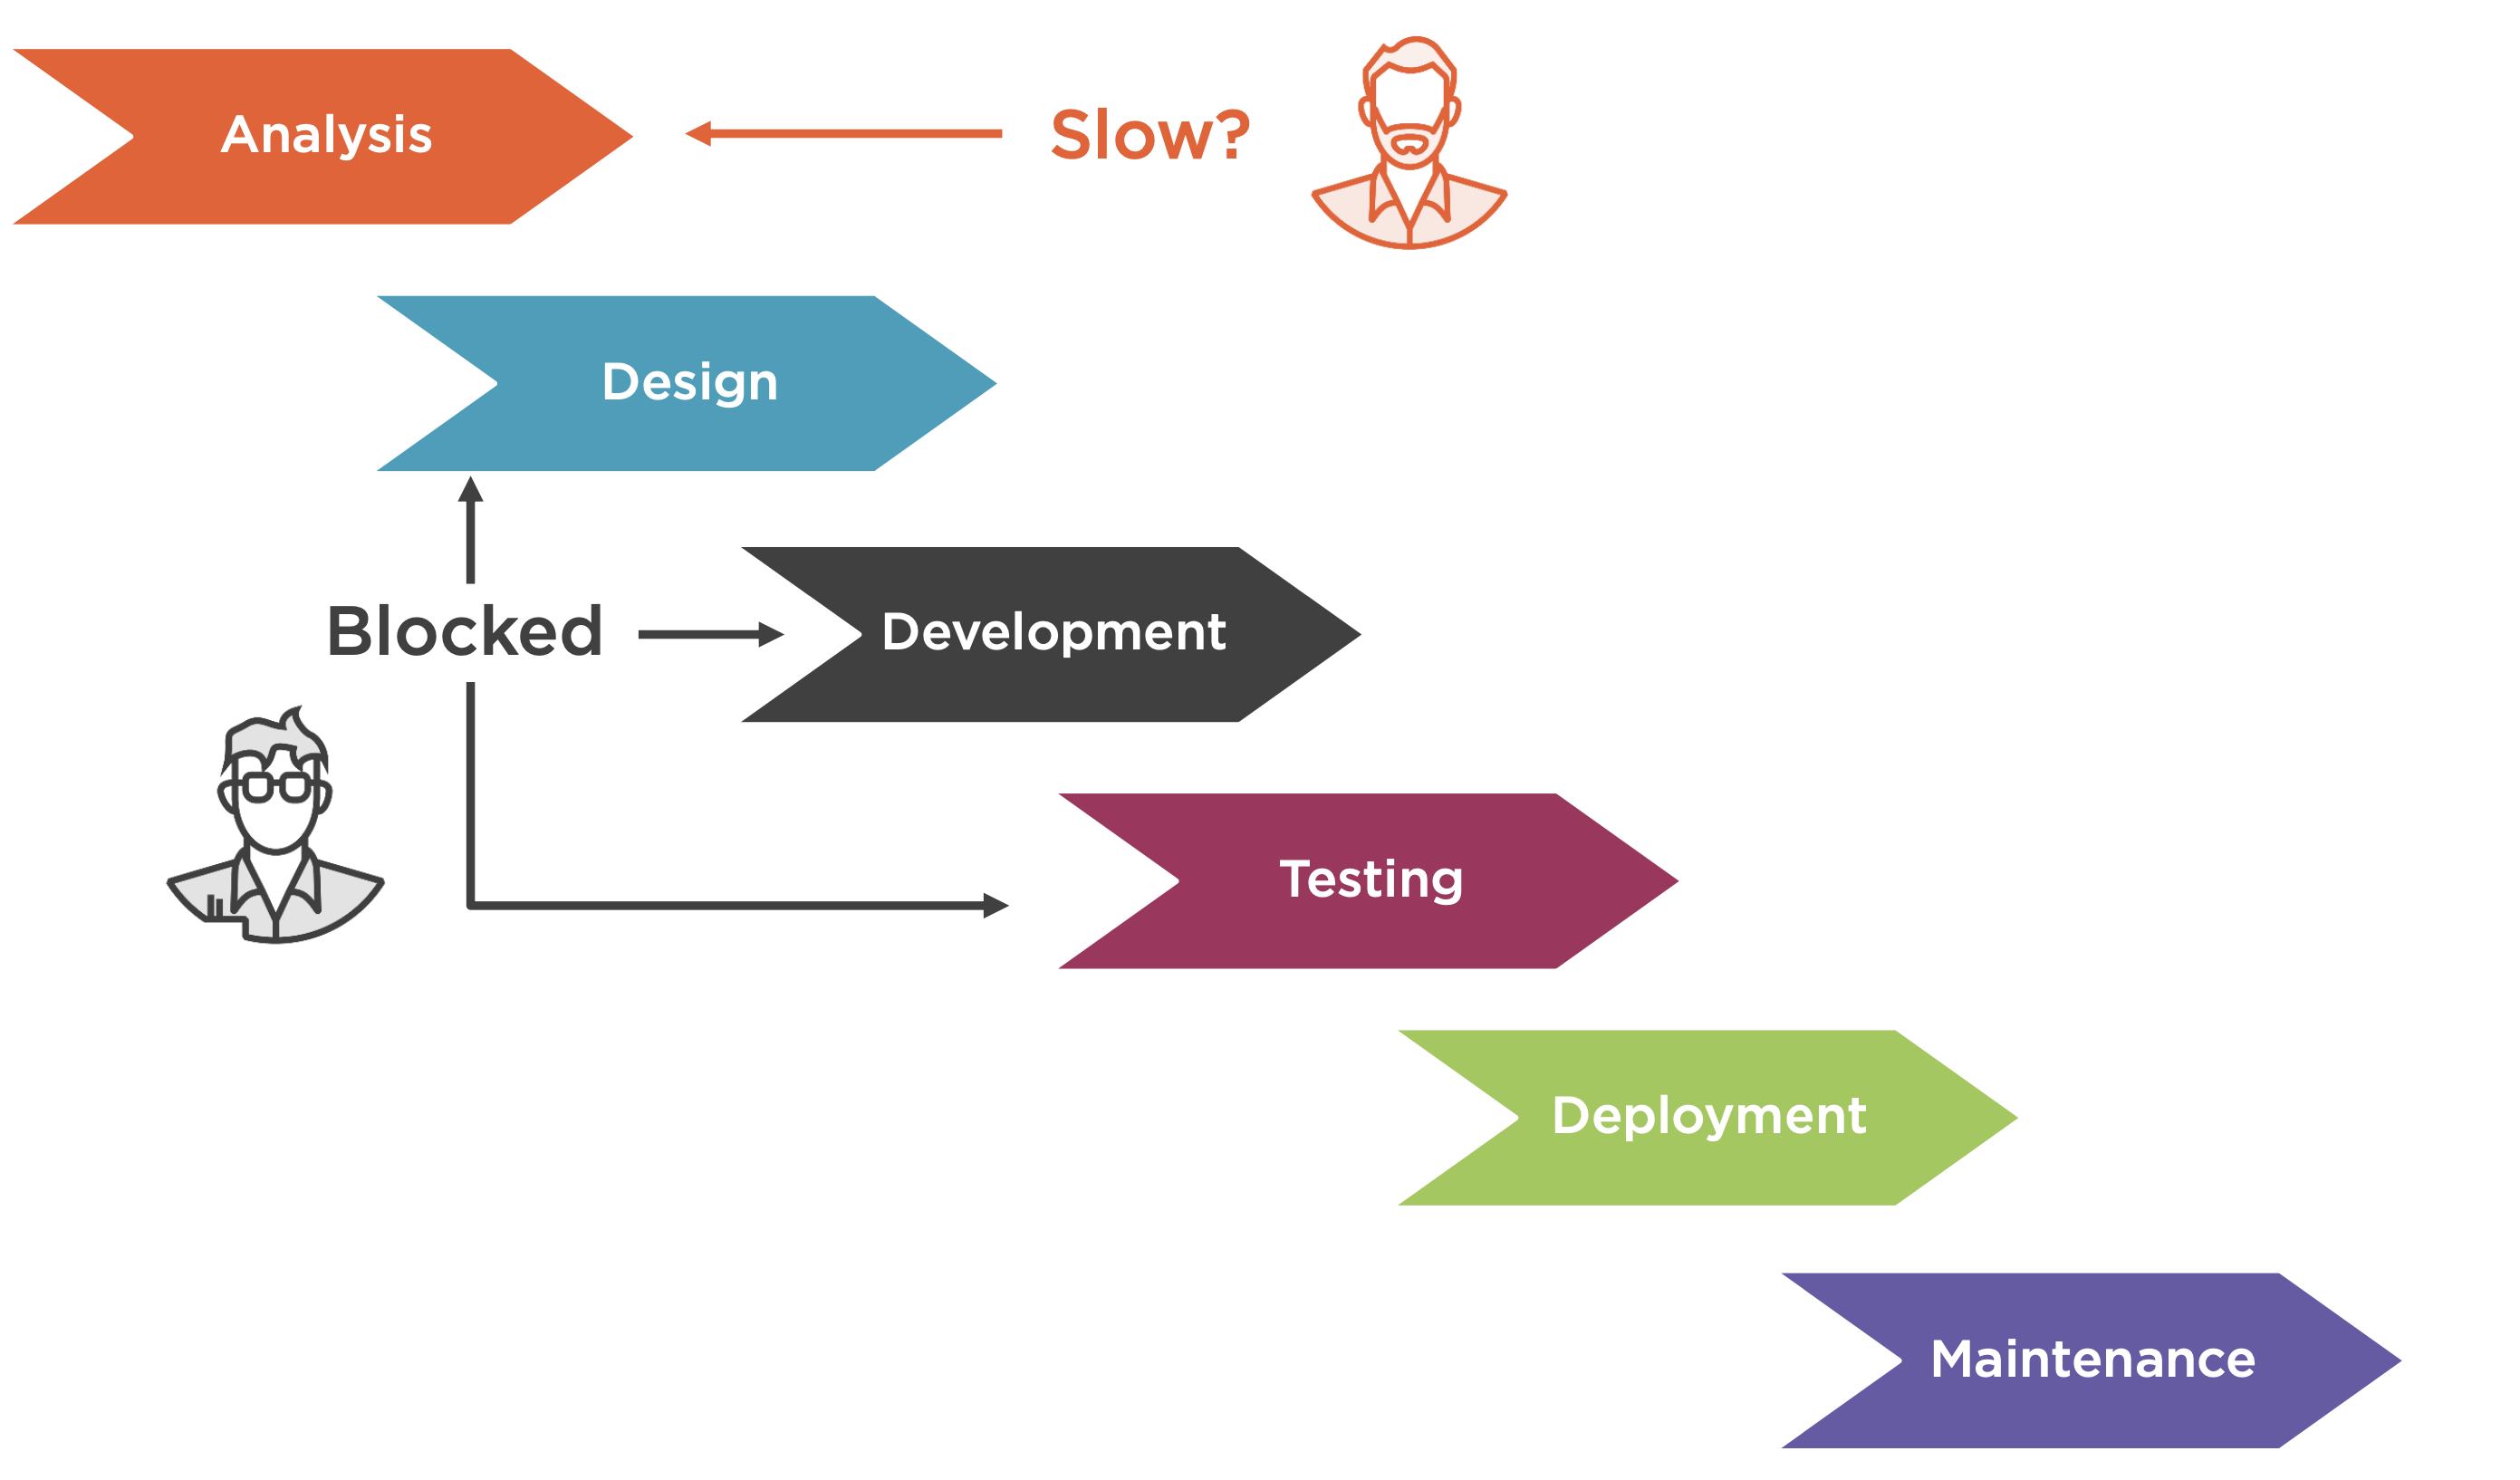 Analysis
Slow?
Design
Blocked
Development
Testing
Deployment
Maintenance